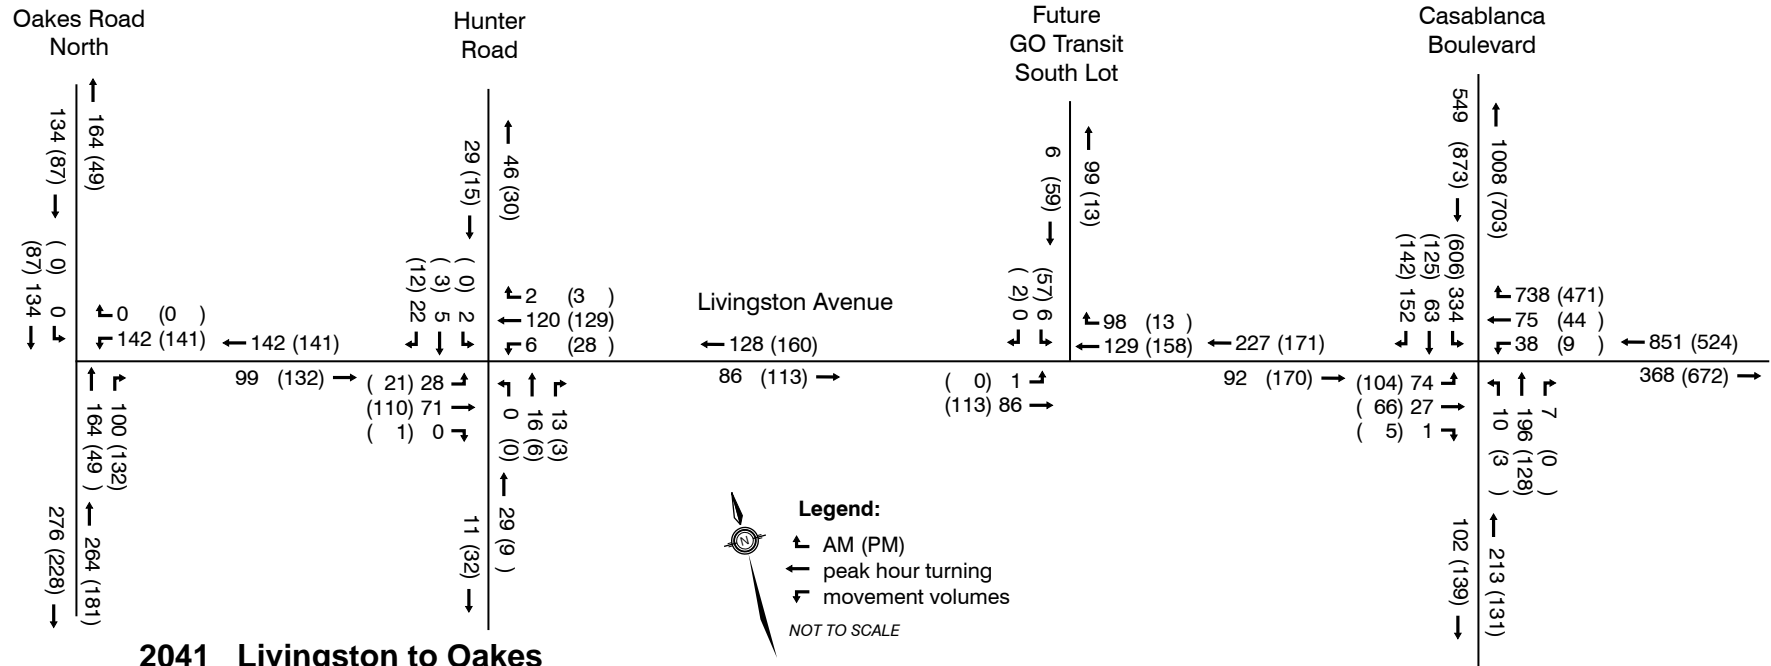 Oakes Road
North
Hunter
Road
Future
GO Transit
South Lot
Casablanca
Boulevard
134 (87)
164 (49)
(87) 134
( 0) 0
0 (0 )
142 (141)
142 (141)
99 (132)
164 (49 )
100 (132)
276 (228)
264 (181)
29 (15)
46 (30)
(12) 22
( 3) 5
( 0) 2
2 (3 )
120 (129)
6 (28 )
( 21) 28
(110) 71
( 1) 0
0 (0)
16 (6)
13 (3)
11 (32)
29 (9 )
Livingston Avenue
128 (160)
86 (113)
6 (59)
99 (13)
( 2) 0
(57) 6
98 (13 )
129 (158)
227 (171)
( 0) 1
(113) 86
92 (170)
549 (873)
1008 (703)
(142) 152
(125) 63
(606) 334
738 (471)
75 (44 )
38 (9 )
851 (524)
368 (672)
(104) 74
( 66) 27
( 5) 1
10 (3 )
196 (128)
7 (0 )
102 (139)
213 (131)
N
Legend:
AM (PM)
peak hour turning
movement volumes
NOT TO SCALE
2041 Livingston to Oakes